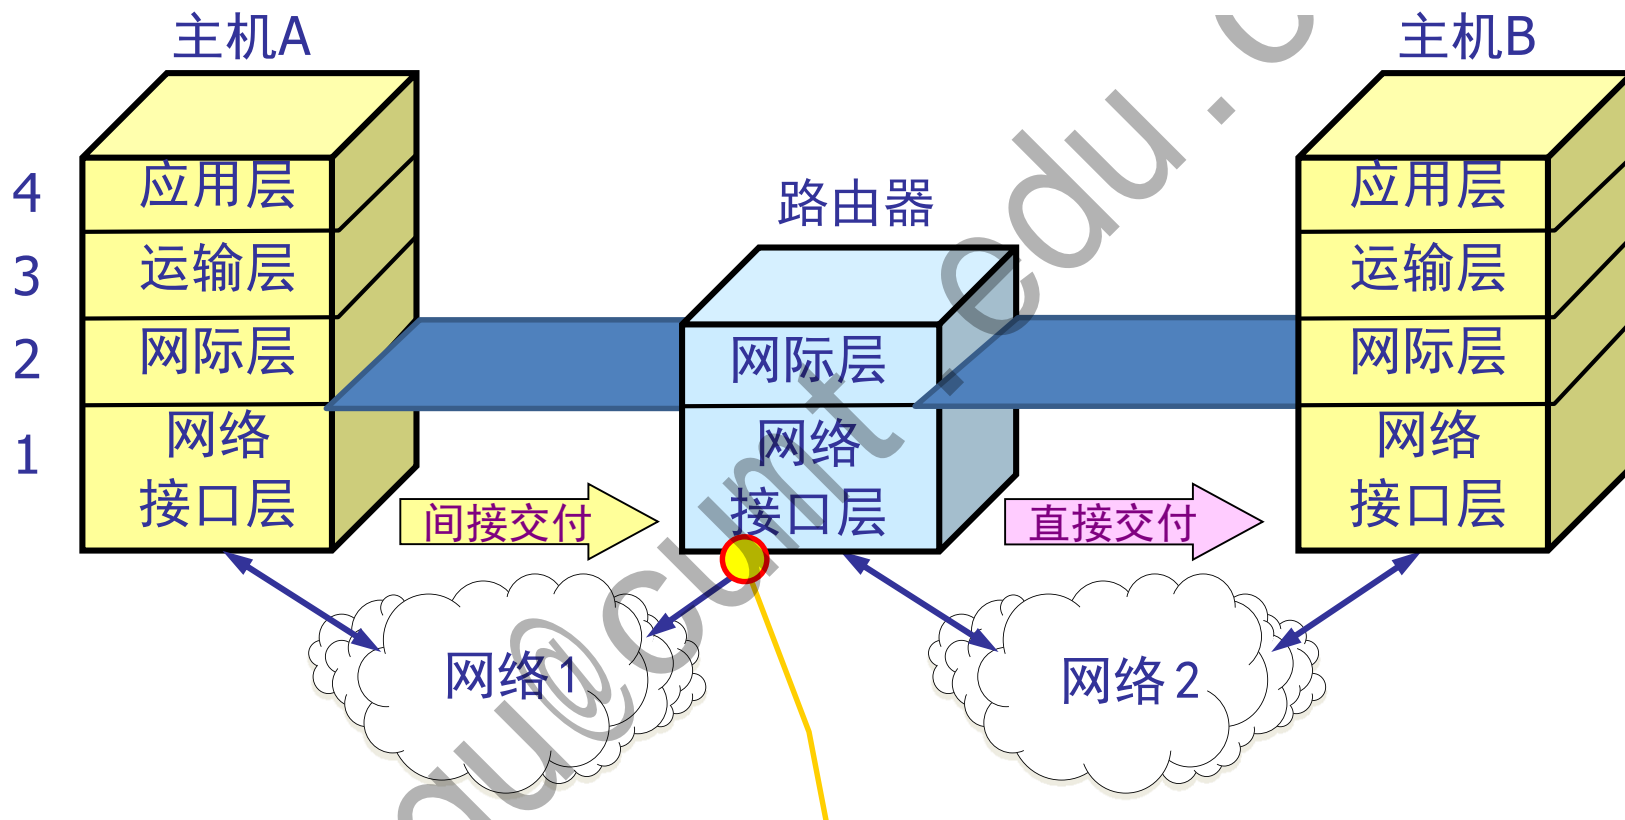 主机A
主机B
4
应用层
应用层
路由器
3
运输层
运输层
2
网际层
网际层
网际层
1
网络
接口层
网络
接口层
网络
接口层
间接交付
直接交付
网络1
网络2
du@cumt.edu.c